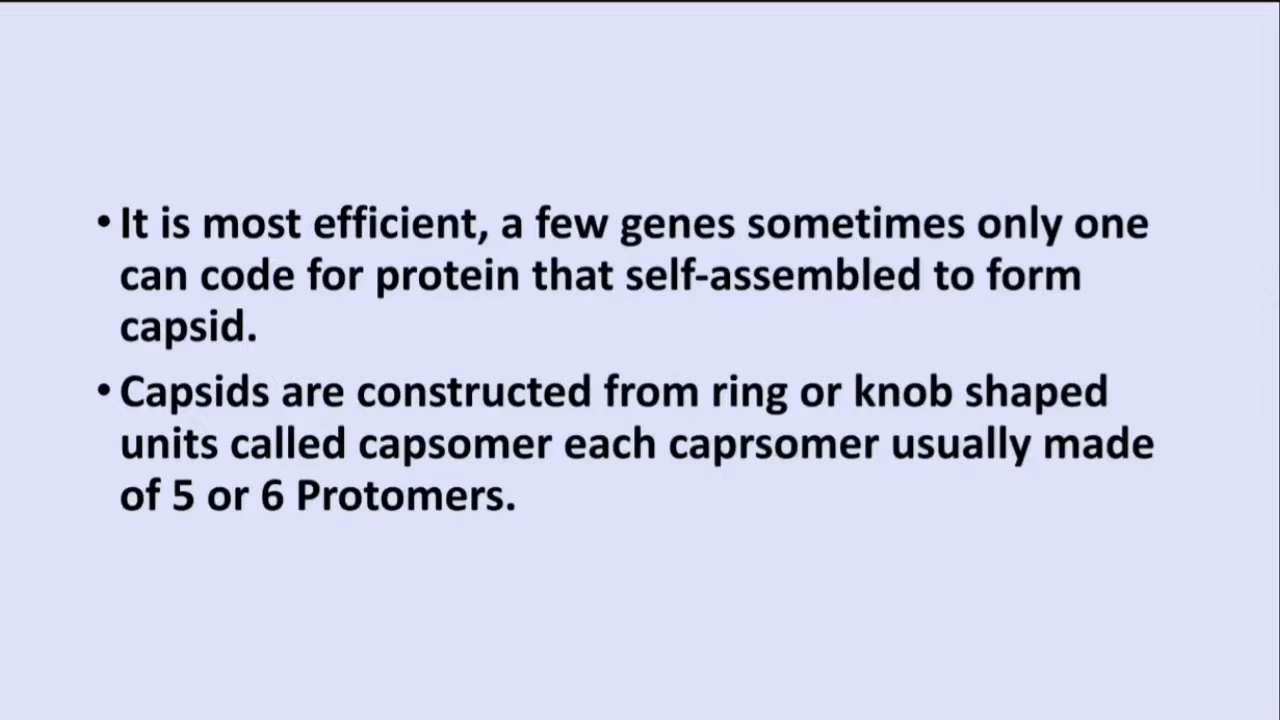 • It is most efficient, a few genes sometimes only one
can code for protein that self-assembled to form
capsid.
• Capsids are constructed from ring or knob shaped
units called capsomer each caprsomer usually made
of 5 or 6 Protomers.